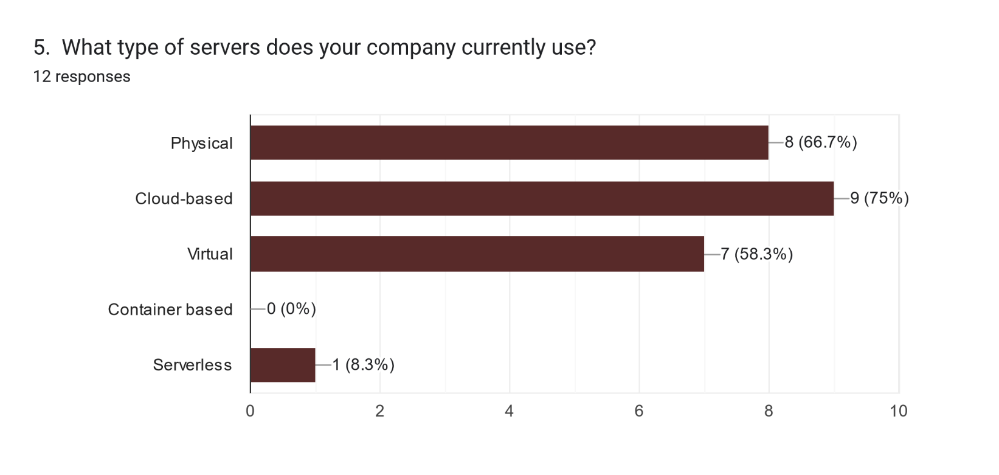 5. What type of servers does your company currently use?
12 responses
Physical 8 (66.7%)
Cloud-based 9 (75%)
Virtual 7 (58.3%)
Container based 0 (0%)
Serverless 1 (8.3%)
0 2 4 6 8 10